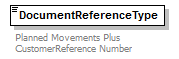 DocumentReferenceType
Planned Movements Plus
CustomerReference Number